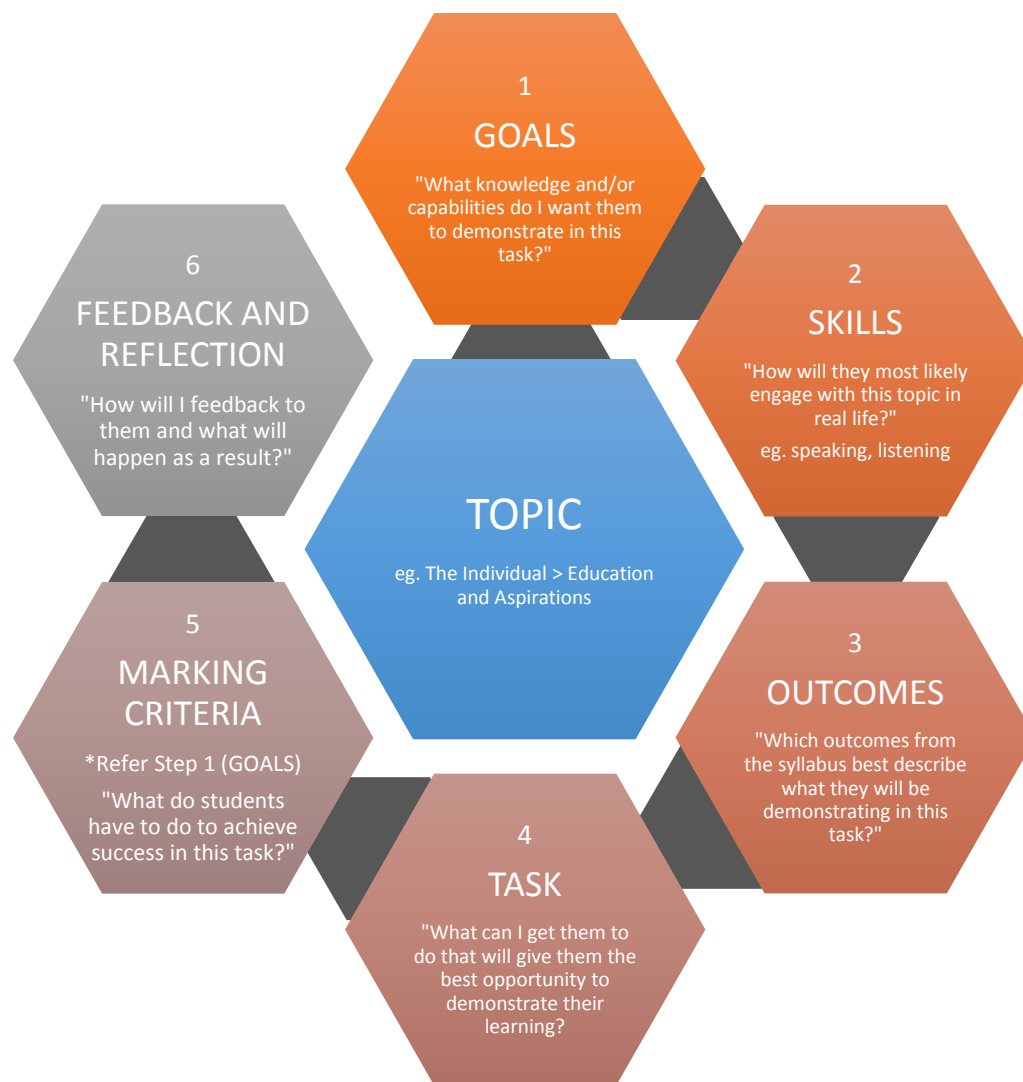 1
GOALS
"What knowledge and/or
capabilities do I want them
to demonstrate in this
task?"
2
SKILLS
"How will they most likely
engage with this topic in
real life?"
eg. speaking, listening
3
OUTCOMES
"Which outcomes from
the syllabus best describe
what they will be
demonstrating in this
task?"
4
TASK
"What can I get them to
do that will give them the
best opportunity to
demonstrate their
learning?
5
MARKING
CRITERIA
*Refer Step 1 (GOALS)
"What do students
have to do to achieve
success in this task?"
6
FEEDBACK AND
REFLECTION
"How will I feedback to
them and what will
happen as a result?"
TOPIC
eg. The Individual > Education
and Aspirations